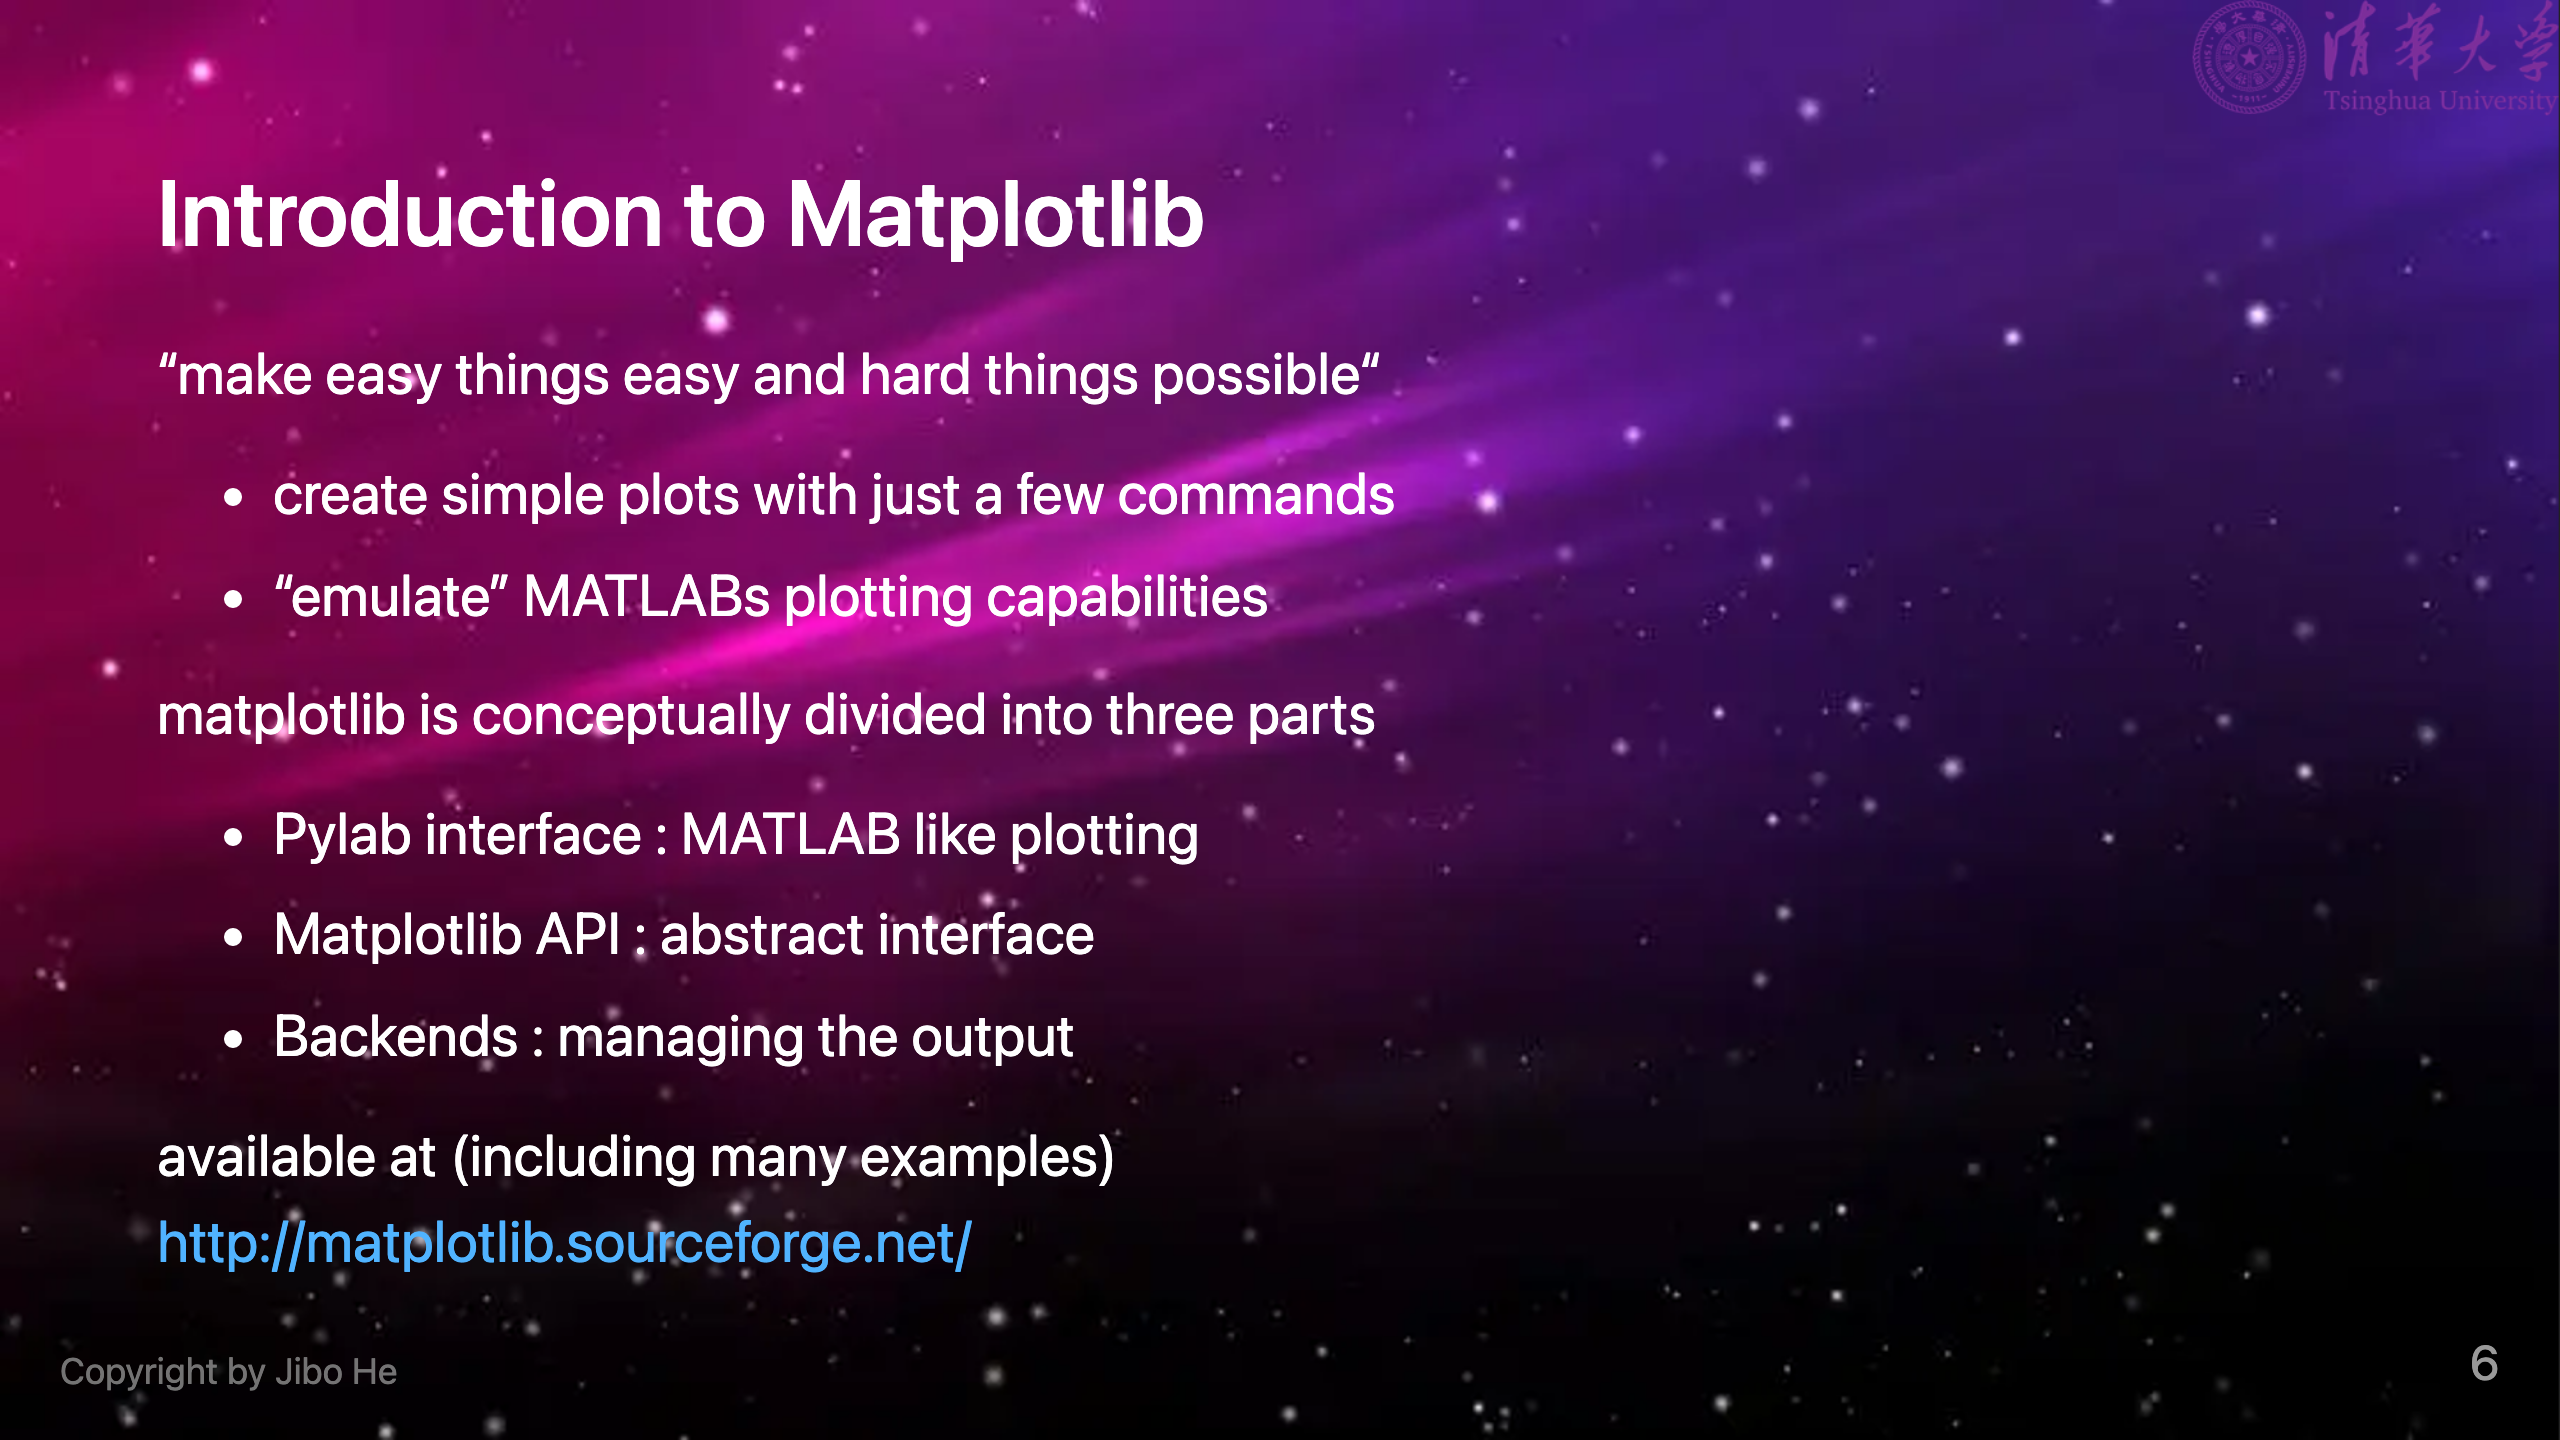 清華大学
Tsinghua University
Introduction to Matplotlib
“make easy things easy and hard things possible“
• create simple plots with just a few commands
• “emulate” MATLABs plotting capabilities
matplotlib is conceptually divided into three parts
• Pylab interface : MATLAB like plotting
• Matplotlib API : abstract interface
• Backends : managing the output
available at (including many examples)
http://matplotlib.sourceforge.net/
Copyright by Jibo He
6